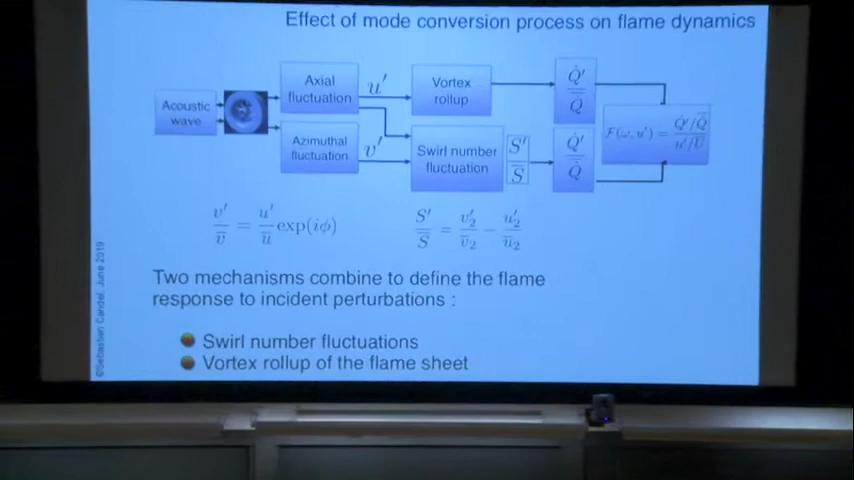 Effect of mode conversion process on flame dynamics
Acoustic
wave
Axial
fluctuation
u′
Vortex
rollup
Q̇′
Q̇
Azimuthal
fluctuation
v′
Swirl number
fluctuation
S′
S̅
Q̇′
Q̇
F(ω, u′) = Q̇′/Q̇ / u′/U̅
v′/v̅ = u′/u̅ exp(iϕ)
S′/S̅ = v′₂/v̅₂ − u′₂/u̅₂
Two mechanisms combine to define the flame
response to incident perturbations :
Swirl number fluctuations
Vortex rollup of the flame sheet
©Sebastien Candel, June 2019